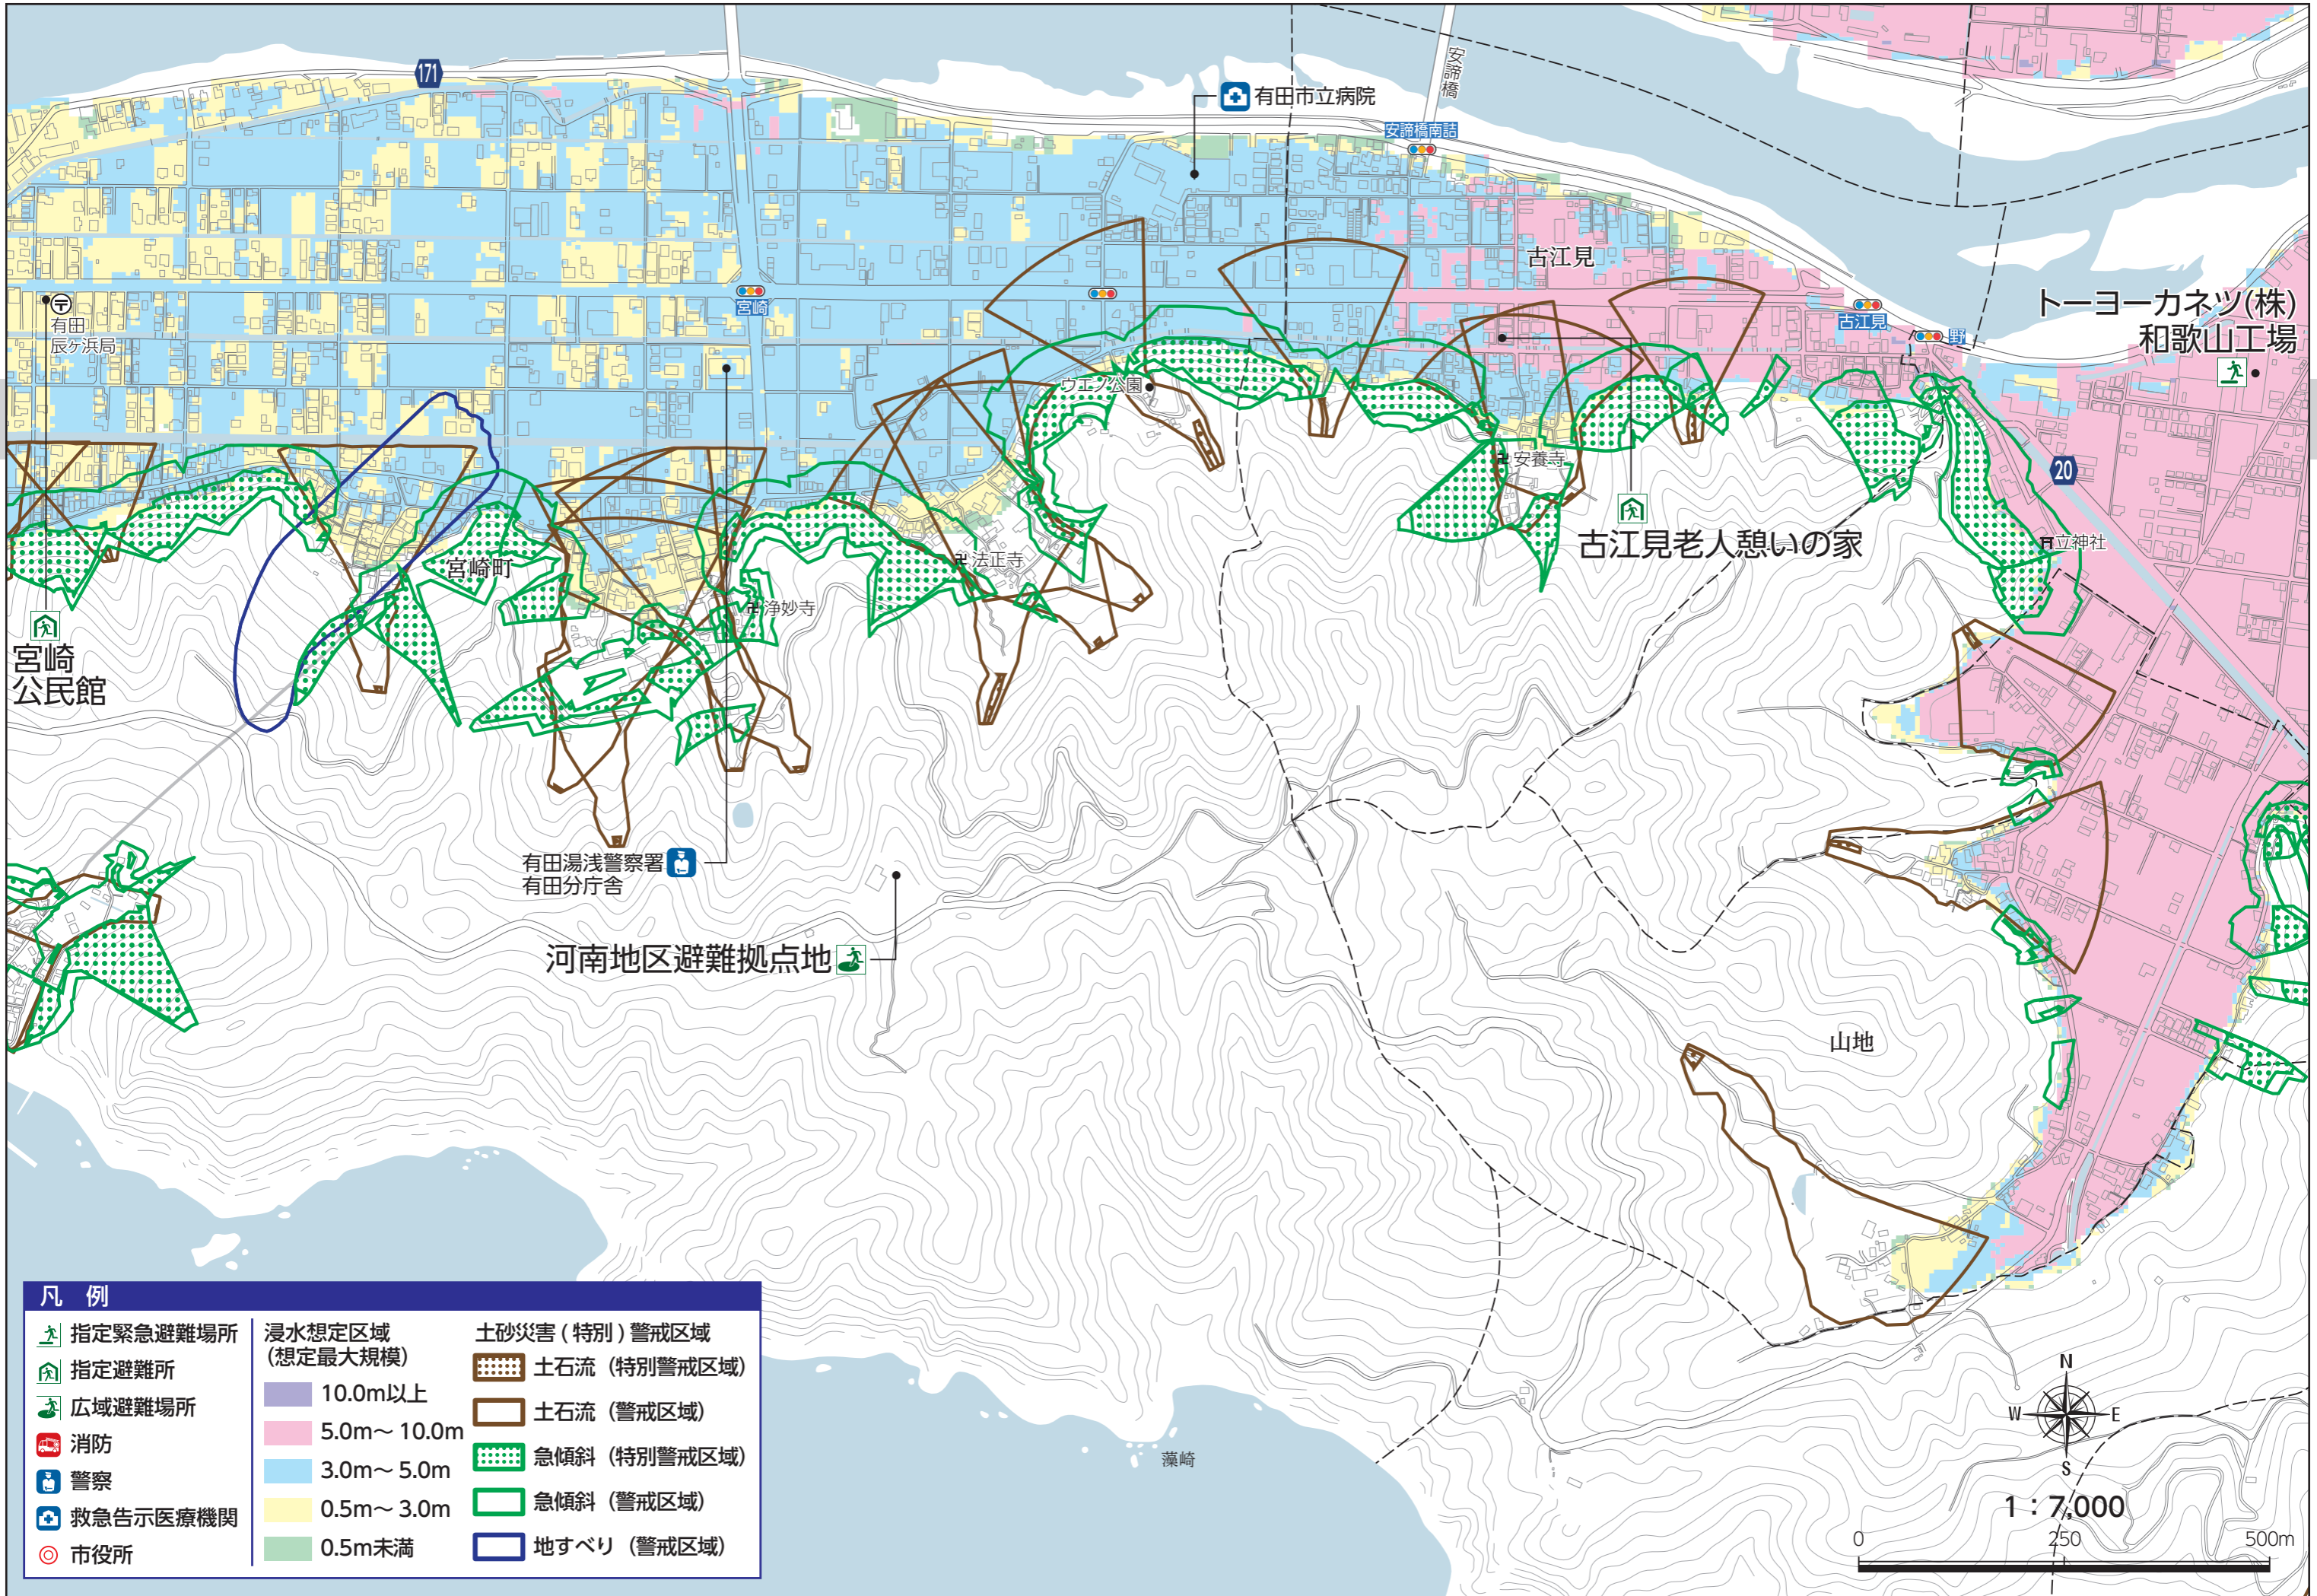 171
安諦橋
有田市立病院
安諦橋南詰
古江見
トーヨーカネツ(株)
和歌山工場
有田
辰ヶ浜局
宮崎
古江見
野
ウエノ公園
20
安養寺
古江見老人憩いの家
立神社
法正寺
宮崎町
浄妙寺
宮崎
公民館
有田湯浅警察署
有田分庁舎
河南地区避難拠点地
山地
藻崎
凡 例
指定緊急避難場所
指定避難所
広域避難場所
消防
警察
救急告示医療機関
市役所
浸水想定区域
(想定最大規模)
10.0m以上
5.0m～10.0m
3.0m～5.0m
0.5m～3.0m
0.5m未満
土砂災害(特別)警戒区域
土石流（特別警戒区域）
土石流（警戒区域）
急傾斜（特別警戒区域）
急傾斜（警戒区域）
地すべり（警戒区域）
N
W E
S
1：7,000
0 250 500m